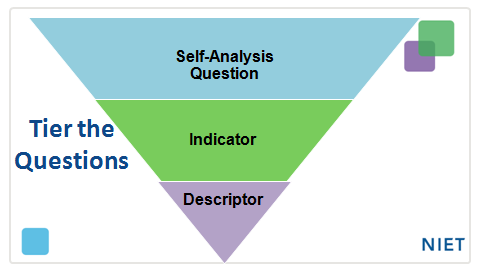 Self-Analysis
Question
Tier the
Questions
Indicator
Descriptor
NIET